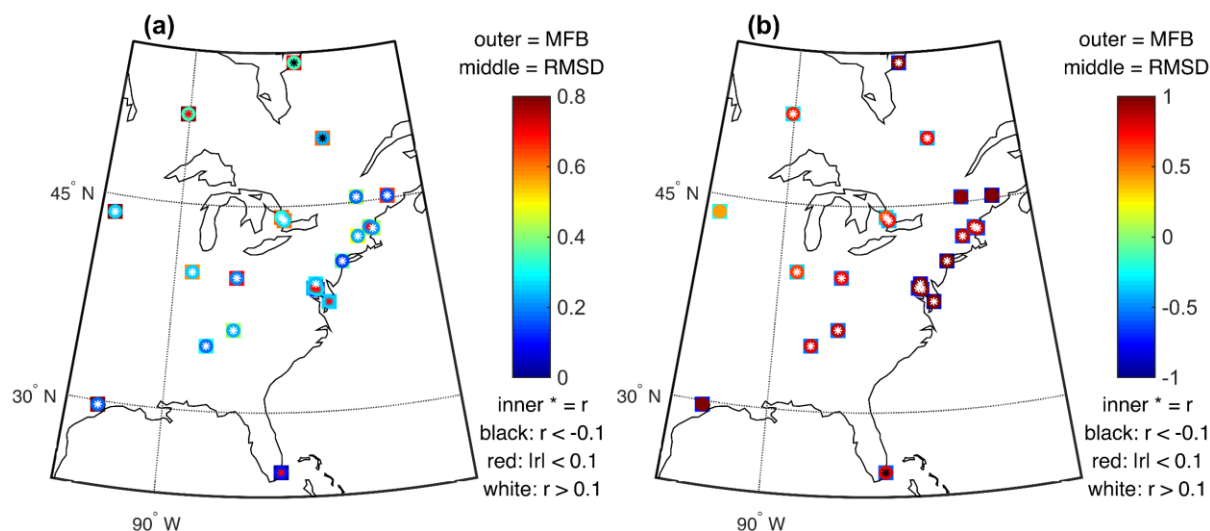 (a)
outer = MFB
middle = RMSD
0.8
0.6
0.4
0.2
0
inner * = r
black: r < -0.1
red: |r| < 0.1
white: r > 0.1
45° N
30° N
90° W
(b)
outer = MFB
middle = RMSD
1
0.5
0
-0.5
-1
inner * = r
black: r < -0.1
red: |r| < 0.1
white: r > 0.1
45° N
30° N
90° W